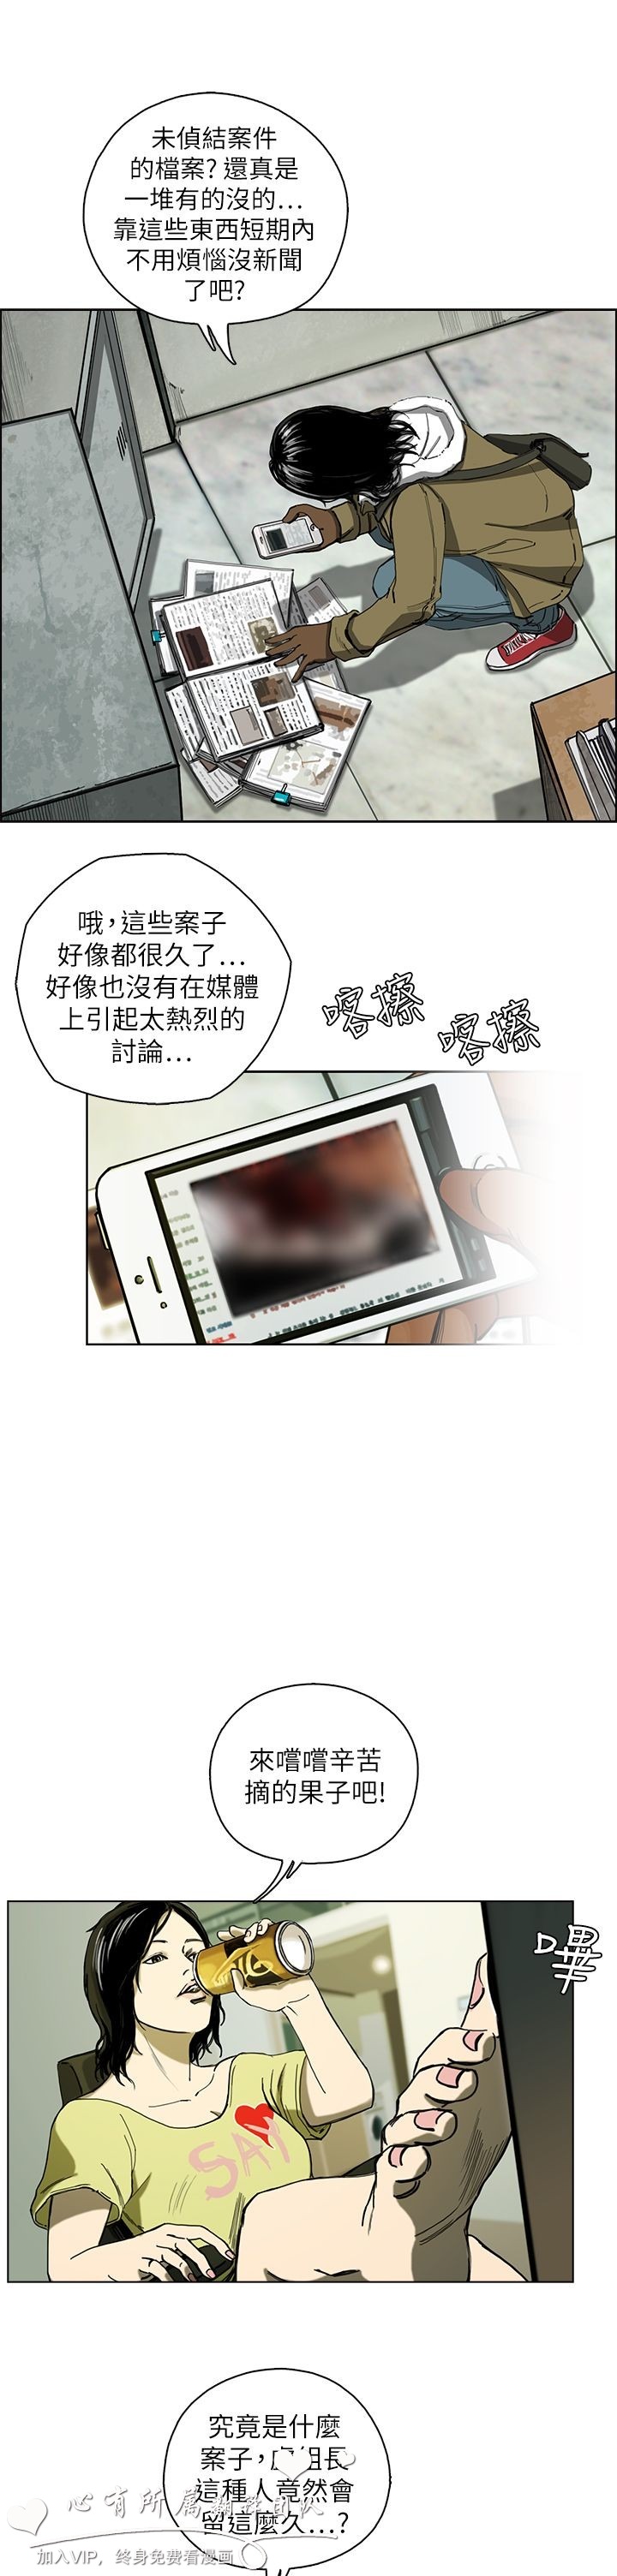 未偵結案件
的檔案?還真是
一堆有的沒的...
靠這些東西短期內
不用煩惱沒新聞
了吧?
哦,這些案子
好像都很久了...
好像也沒有在媒體
上引起太熱烈的
討論...
喀擦
喀擦
來嚐嚐辛苦
摘的果子吧!
嗶
SAY
究竟是什麼
案子,組長
這種人竟然會
留這麼久...?
心有所屬翻譯團队
加入VIP，终身免费看漫画